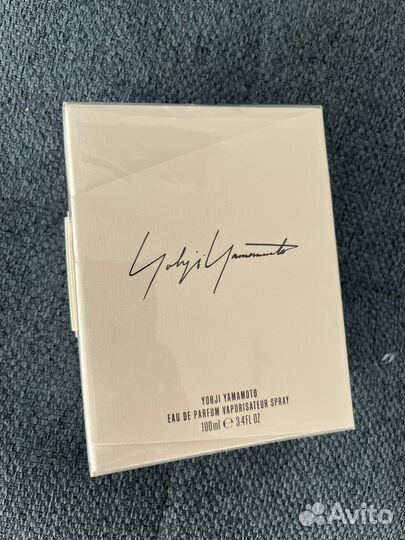 Yohji Yamamoto
YOHJI YAMAMOTO
EAU DE PARFUM VAPORISATEUR SPRAY
100ml ℮ 3.4FL OZ
Avito